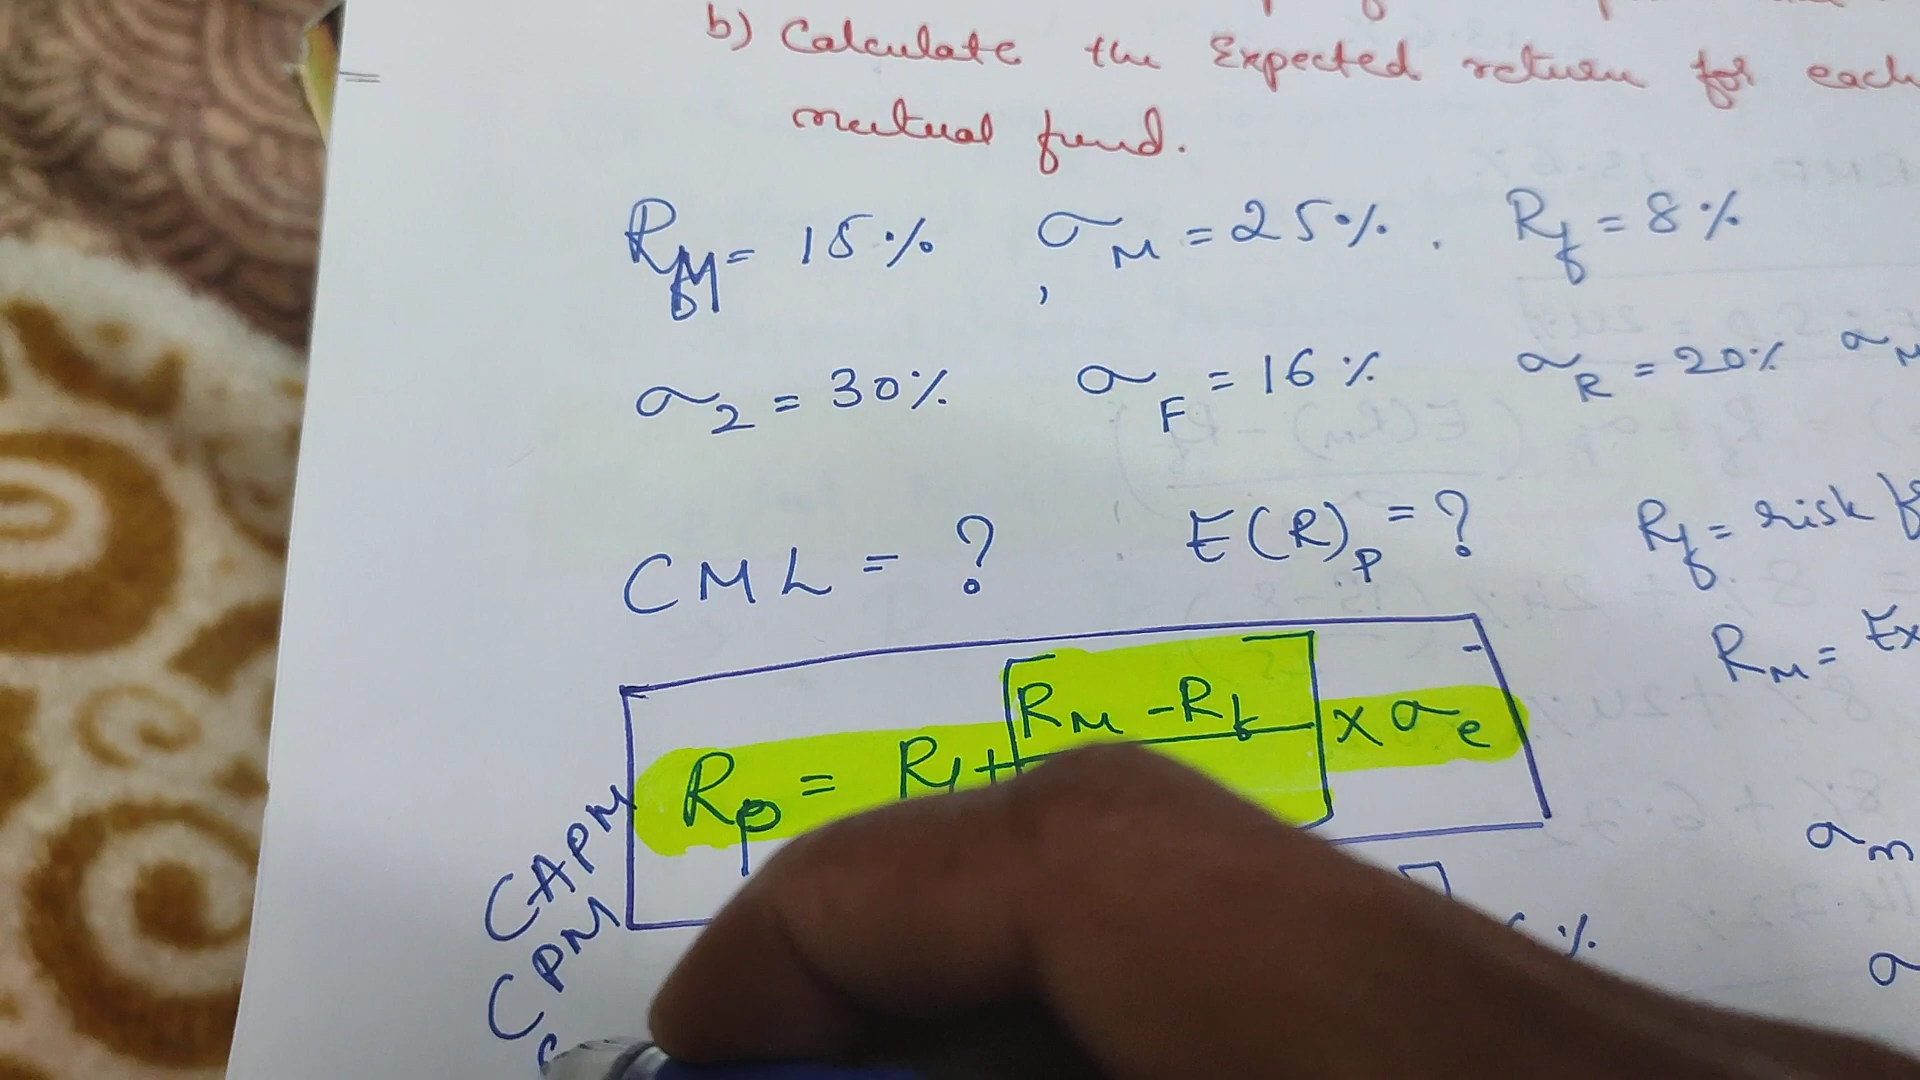 b) Calculate the Expected return for each
mutual fund.
RM = 15% , σM = 25% . Rf = 8%
σ2 = 30% σF = 16% σR = 20% σ
CML = ? E(R)P = ? Rf = risk
RM = Ex
Rp = Rf + RM - Rf × σe
CAPM
CPM
σm
%
σ